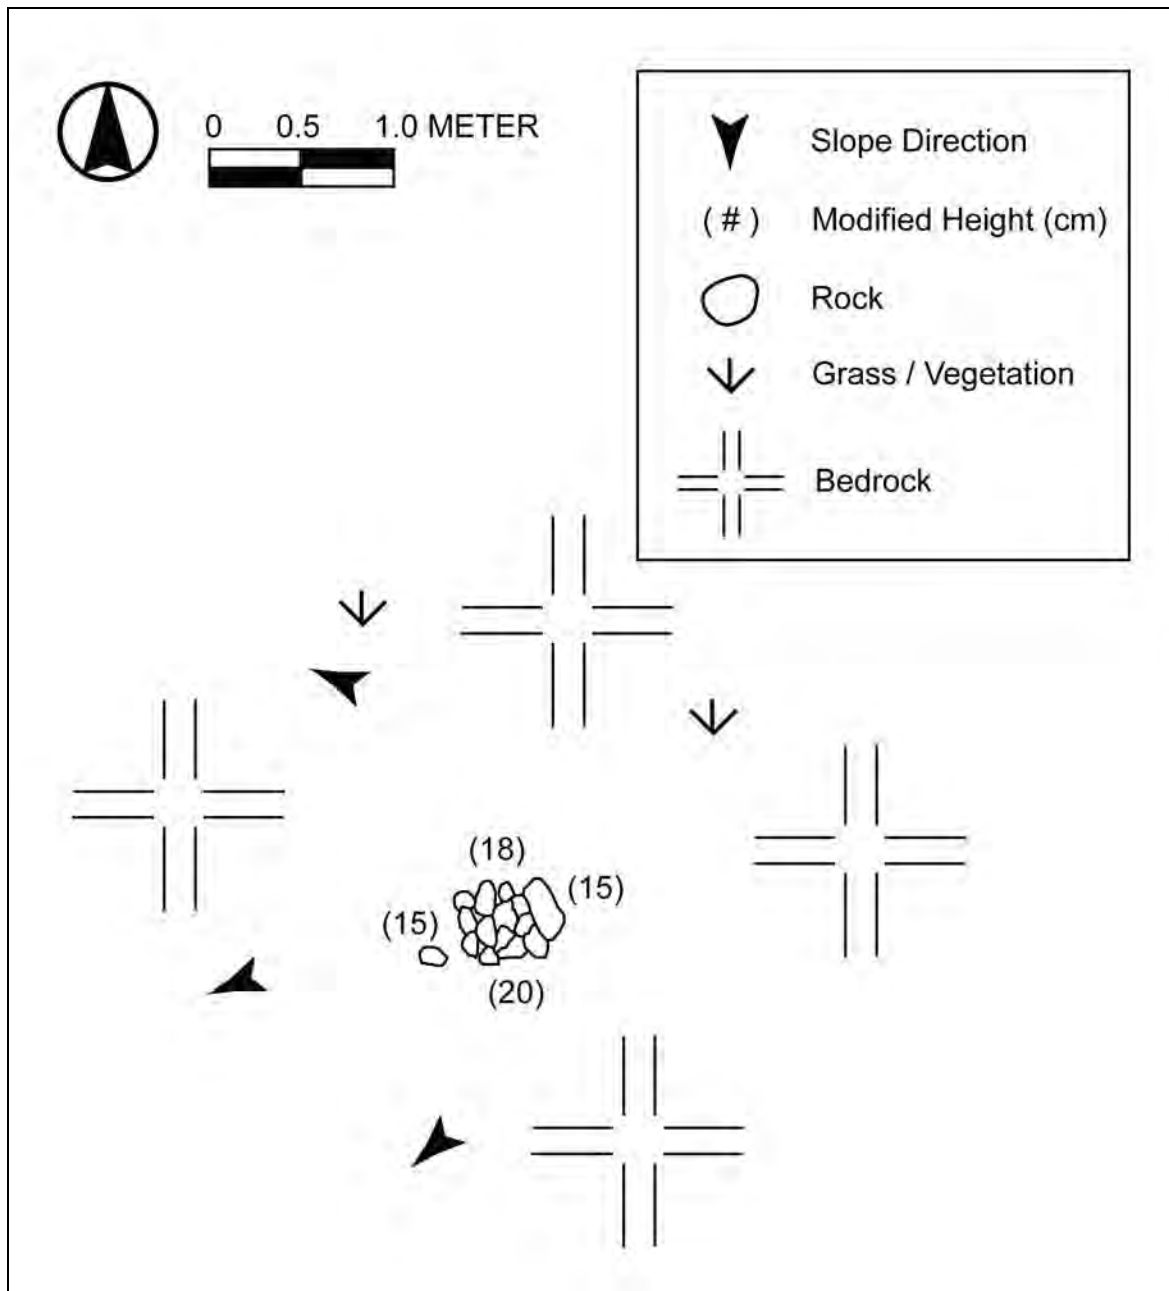 0 0.5 1.0 METER
Slope Direction
( # ) Modified Height (cm)
Rock
Grass / Vegetation
Bedrock
(18)
(15)
(15)
(20)